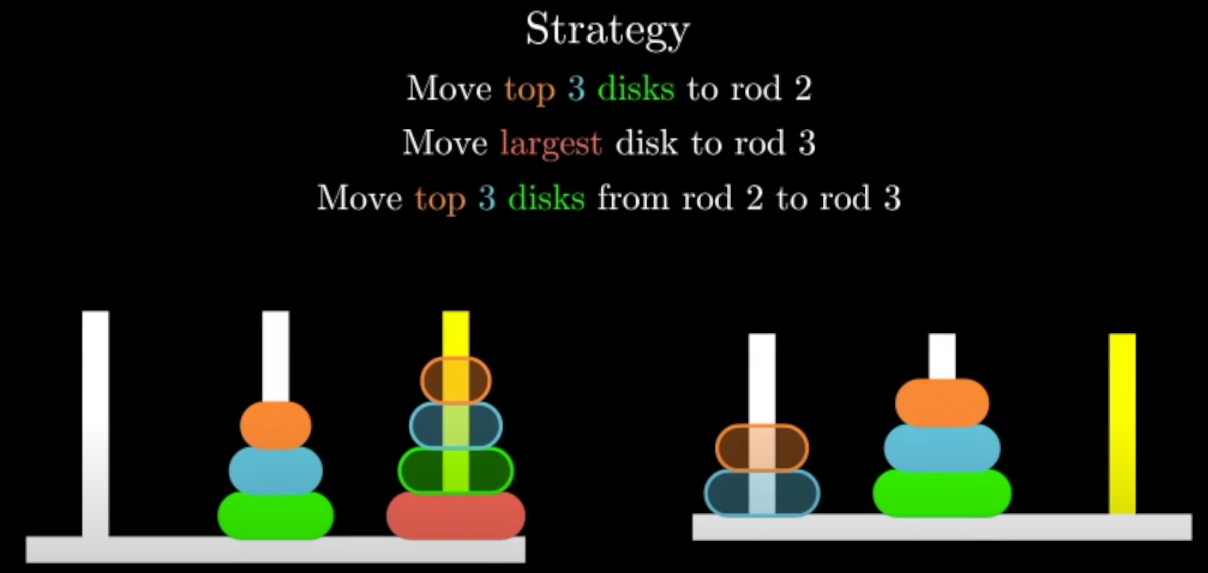 Strategy
Move top 3 disks to rod 2
Move largest disk to rod 3
Move top 3 disks from rod 2 to rod 3